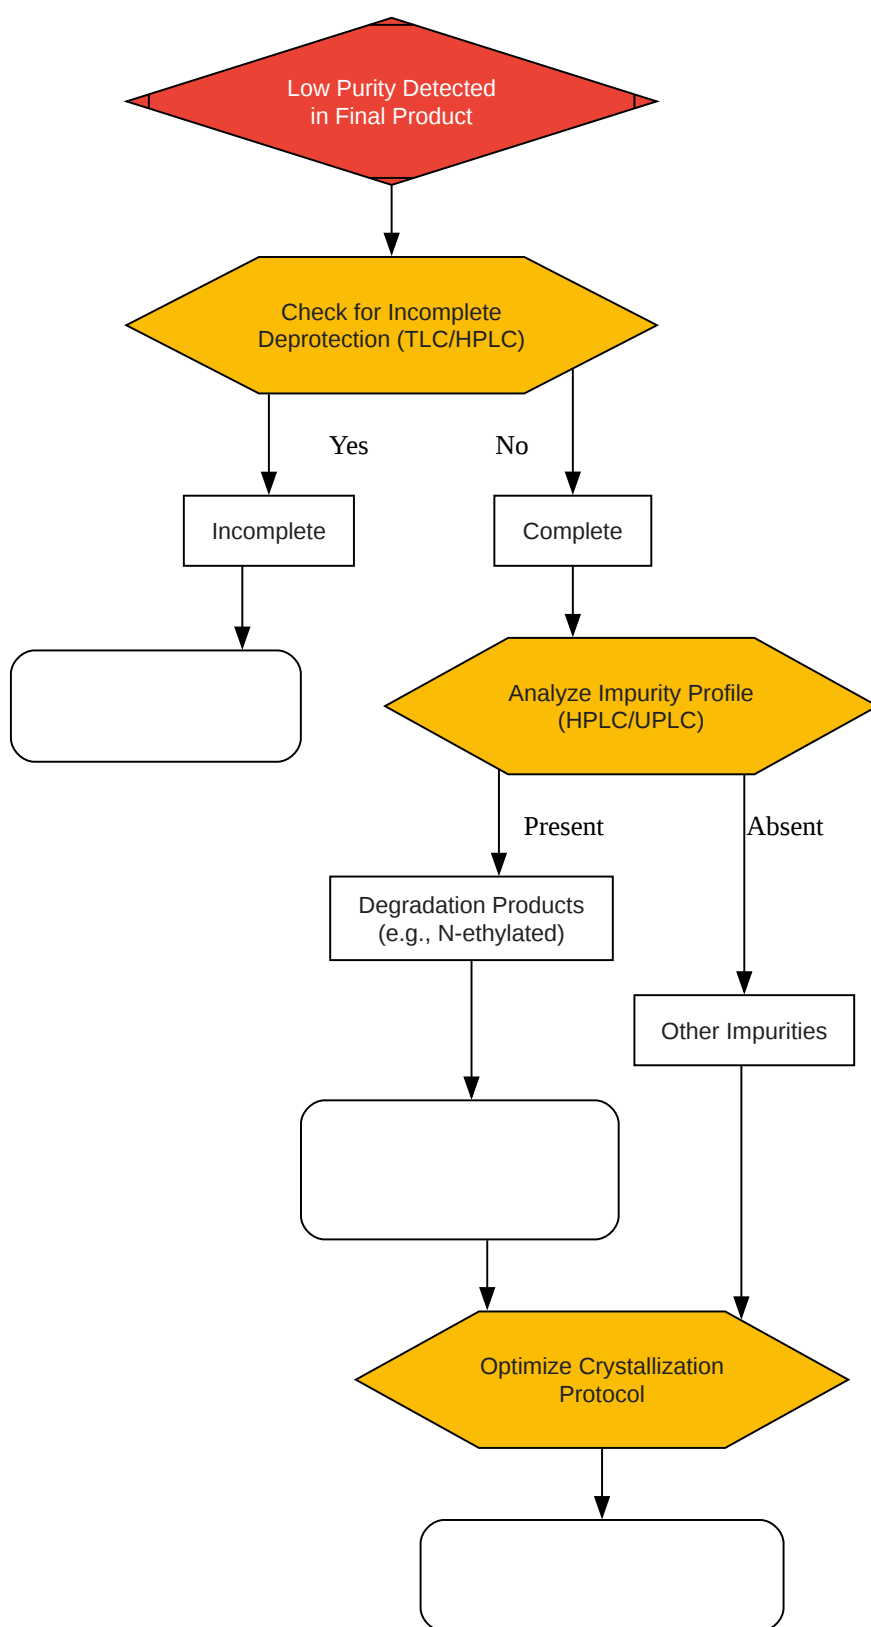 Low Purity Detected
in Final Product
Check for Incomplete
Deprotection (TLC/HPLC)
Yes
No
Incomplete
Complete
Analyze Impurity Profile
(HPLC/UPLC)
Present
Absent
Degradation Products
(e.g., N-ethylated)
Other Impurities
Optimize Crystallization
Protocol